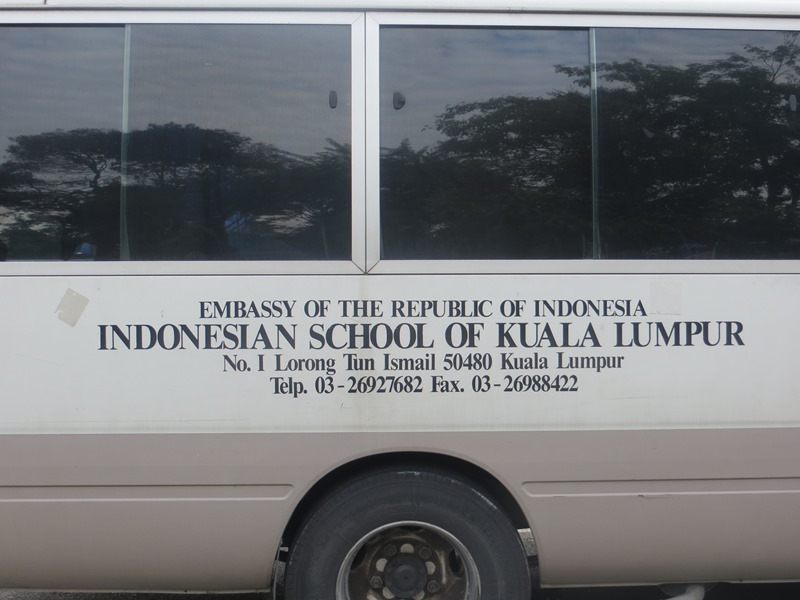 EMBASSY OF THE REPUBLIC OF INDONESIA
INDONESIAN SCHOOL OF KUALA LUMPUR
No. 1 Lorong Tun Ismail 50480 Kuala Lumpur
Telp. 03-26927682 Fax. 03-26988422